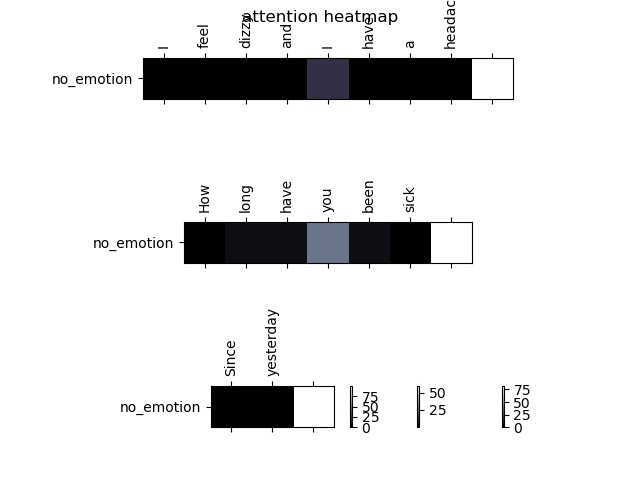 attention heatmap
I feel dizzy and I have a headac
no_emotion
How long have you been sick
no_emotion
Since yesterday
no_emotion
75 50 25 0
50 25
75 50 25 0